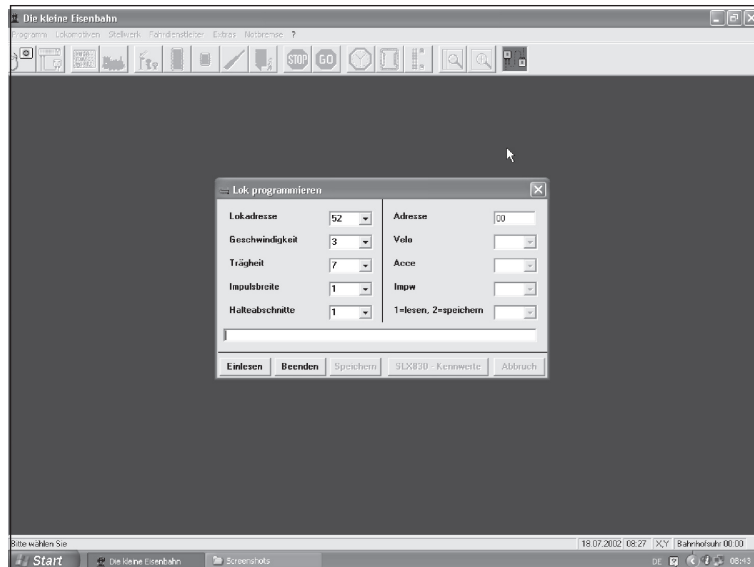 Die kleine Eisenbahn
Programm Lokomotiven Stellwerk Fahrdienstleiter Extras Notbremse ?
STOP GO
Lok programmieren
Lokadresse 52 Adresse 00
Geschwindigkeit 3 Velo
Trägheit 7 Acce
Impulsbreite 1 Impw
Halteabschnitte 1 1=lesen, 2=speichern
Einlesen Beenden Speichern SLX830 - Kennwerte Abbruch
Bitte wählen Sie 18.07.2002 08:27 X,Y Bahnhofsuhr 00:00
Start Die kleine Eisenbahn Screenshots DE 08:43